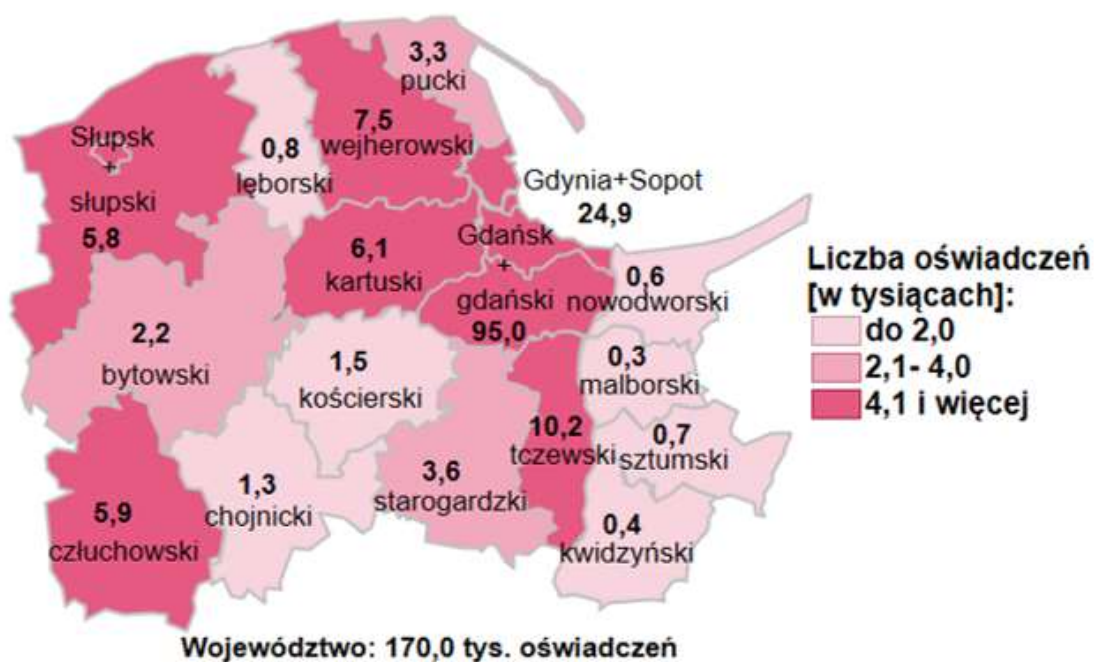 3,3
pucki
7,5
wejherowski
Słupsk
+
słupski
5,8
0,8
lęborski
Gdynia+Sopot
24,9
6,1
kartuski
Gdańsk
+
gdański
95,0
0,6
nowodworski
2,2
bytowski
1,5
kościerski
0,3
malborski
10,2
tczewski
0,7
sztumski
3,6
starogardzki
1,3
chojnicki
5,9
człuchowski
0,4
kwidzyński
Liczba oświadczeń
[w tysiącach]:
do 2,0
2,1- 4,0
4,1 i więcej
Województwo: 170,0 tys. oświadczeń